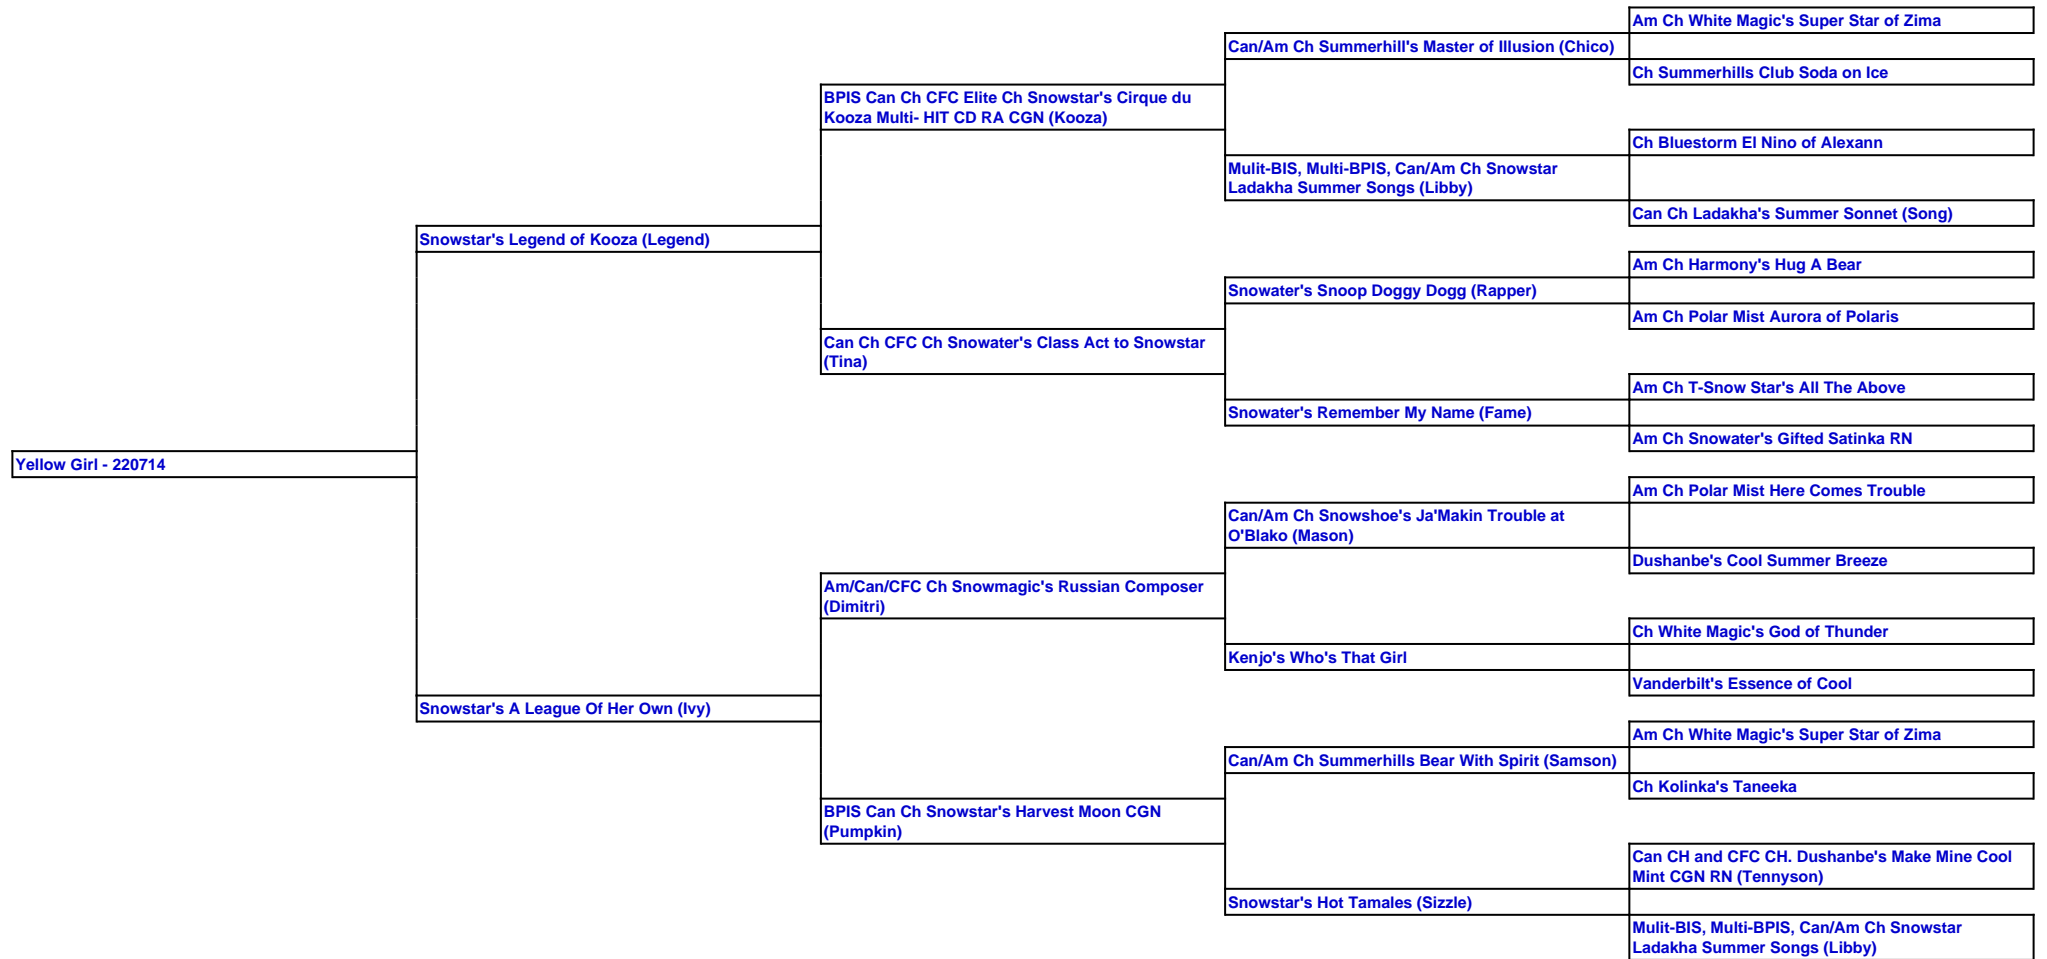 Am Ch White Magic's Super Star of Zima
Can/Am Ch Summerhill's Master of Illusion (Chico)
Ch Summerhills Club Soda on Ice
BPIS Can Ch CFC Elite Ch Snowstar's Cirque du
Kooza Multi- HIT CD RA CGN (Kooza)
Ch Bluestorm El Nino of Alexann
Mulit-BIS, Multi-BPIS, Can/Am Ch Snowstar
Ladakha Summer Songs (Libby)
Can Ch Ladakha's Summer Sonnet (Song)
Snowstar's Legend of Kooza (Legend)
Am Ch Harmony's Hug A Bear
Snowater's Snoop Doggy Dogg (Rapper)
Am Ch Polar Mist Aurora of Polaris
Can Ch CFC Ch Snowater's Class Act to Snowstar
(Tina)
Am Ch T-Snow Star's All The Above
Snowater's Remember My Name (Fame)
Am Ch Snowater's Gifted Satinka RN
Yellow Girl - 220714
Am Ch Polar Mist Here Comes Trouble
Can/Am Ch Snowshoe's Ja'Makin Trouble at
O'Blako (Mason)
Dushanbe's Cool Summer Breeze
Am/Can/CFC Ch Snowmagic's Russian Composer
(Dimitri)
Ch White Magic's God of Thunder
Kenjo's Who's That Girl
Vanderbilt's Essence of Cool
Snowstar's A League Of Her Own (Ivy)
Am Ch White Magic's Super Star of Zima
Can/Am Ch Summerhills Bear With Spirit (Samson)
Ch Kolinka's Taneeka
BPIS Can Ch Snowstar's Harvest Moon CGN
(Pumpkin)
Can CH and CFC CH. Dushanbe's Make Mine Cool
Mint CGN RN (Tennyson)
Snowstar's Hot Tamales (Sizzle)
Mulit-BIS, Multi-BPIS, Can/Am Ch Snowstar
Ladakha Summer Songs (Libby)